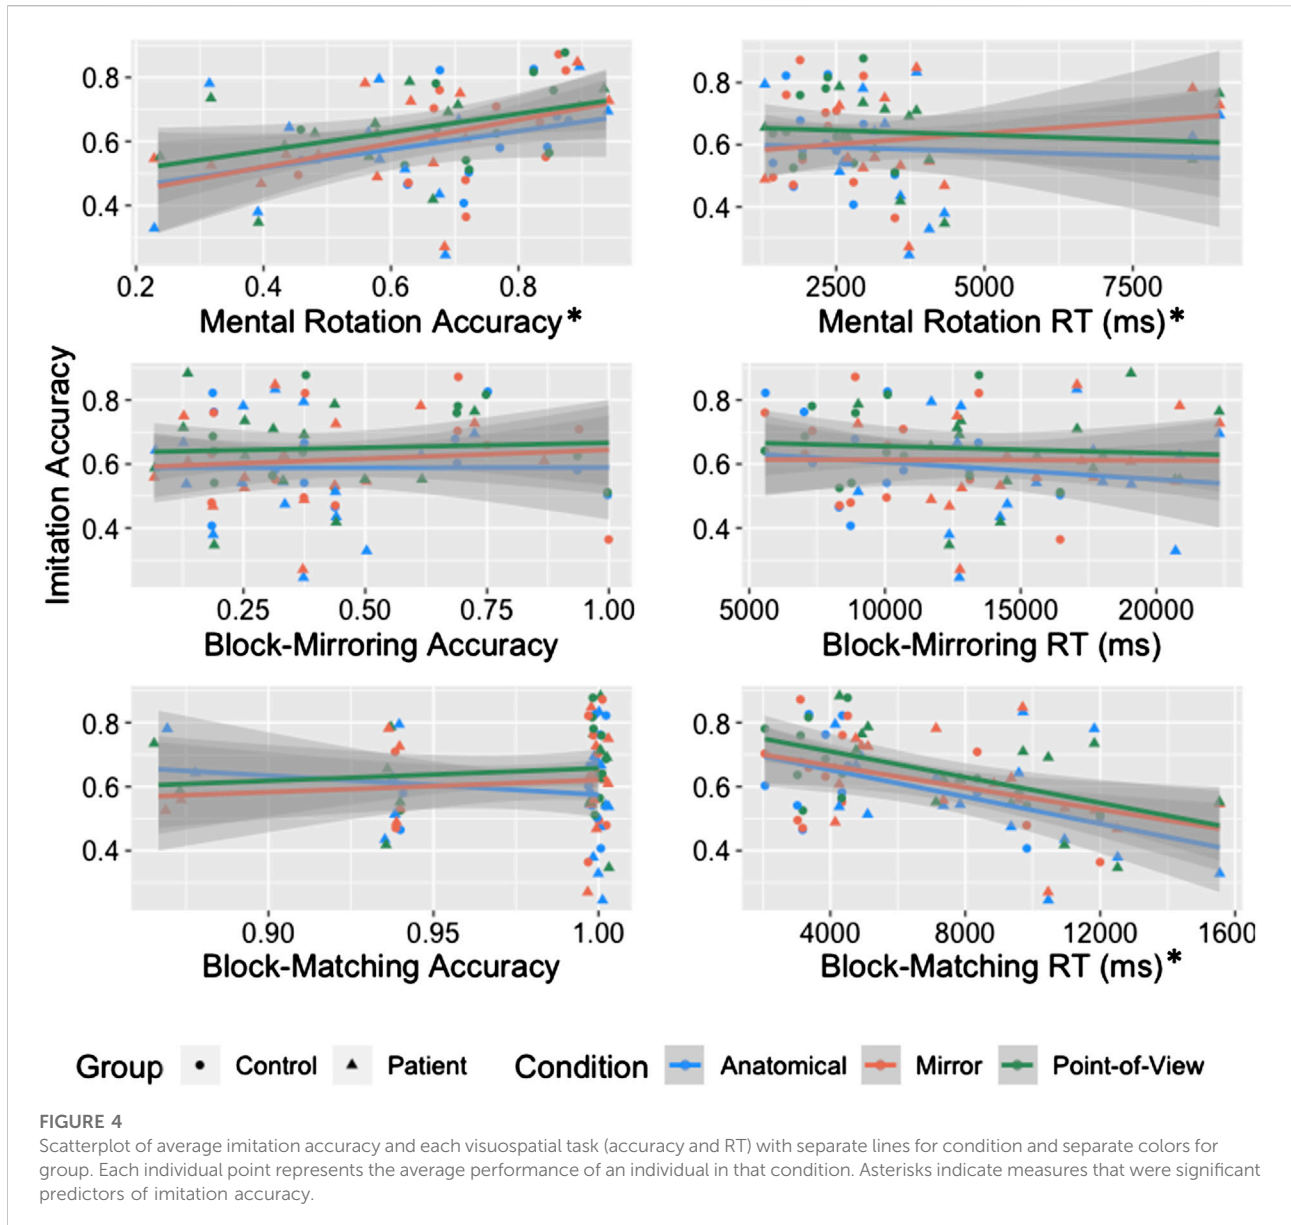 0.8
0.6
0.4
0.2 0.4 0.6 0.8
Mental Rotation Accuracy*
0.8
0.6
0.4
2500 5000 7500
Mental Rotation RT (ms)*
Imitation Accuracy
0.8
0.6
0.4
0.25 0.50 0.75 1.00
Block-Mirroring Accuracy
0.8
0.6
0.4
5000 10000 15000 20000
Block-Mirroring RT (ms)
0.8
0.6
0.4
0.90 0.95 1.00
Block-Matching Accuracy
0.8
0.6
0.4
4000 8000 12000 1600
Block-Matching RT (ms)*
Group Control Patient Condition Anatomical Mirror Point-of-View
FIGURE 4
Scatterplot of average imitation accuracy and each visuospatial task (accuracy and RT) with separate lines for condition and separate colors for
group. Each individual point represents the average performance of an individual in that condition. Asterisks indicate measures that were significant
predictors of imitation accuracy.